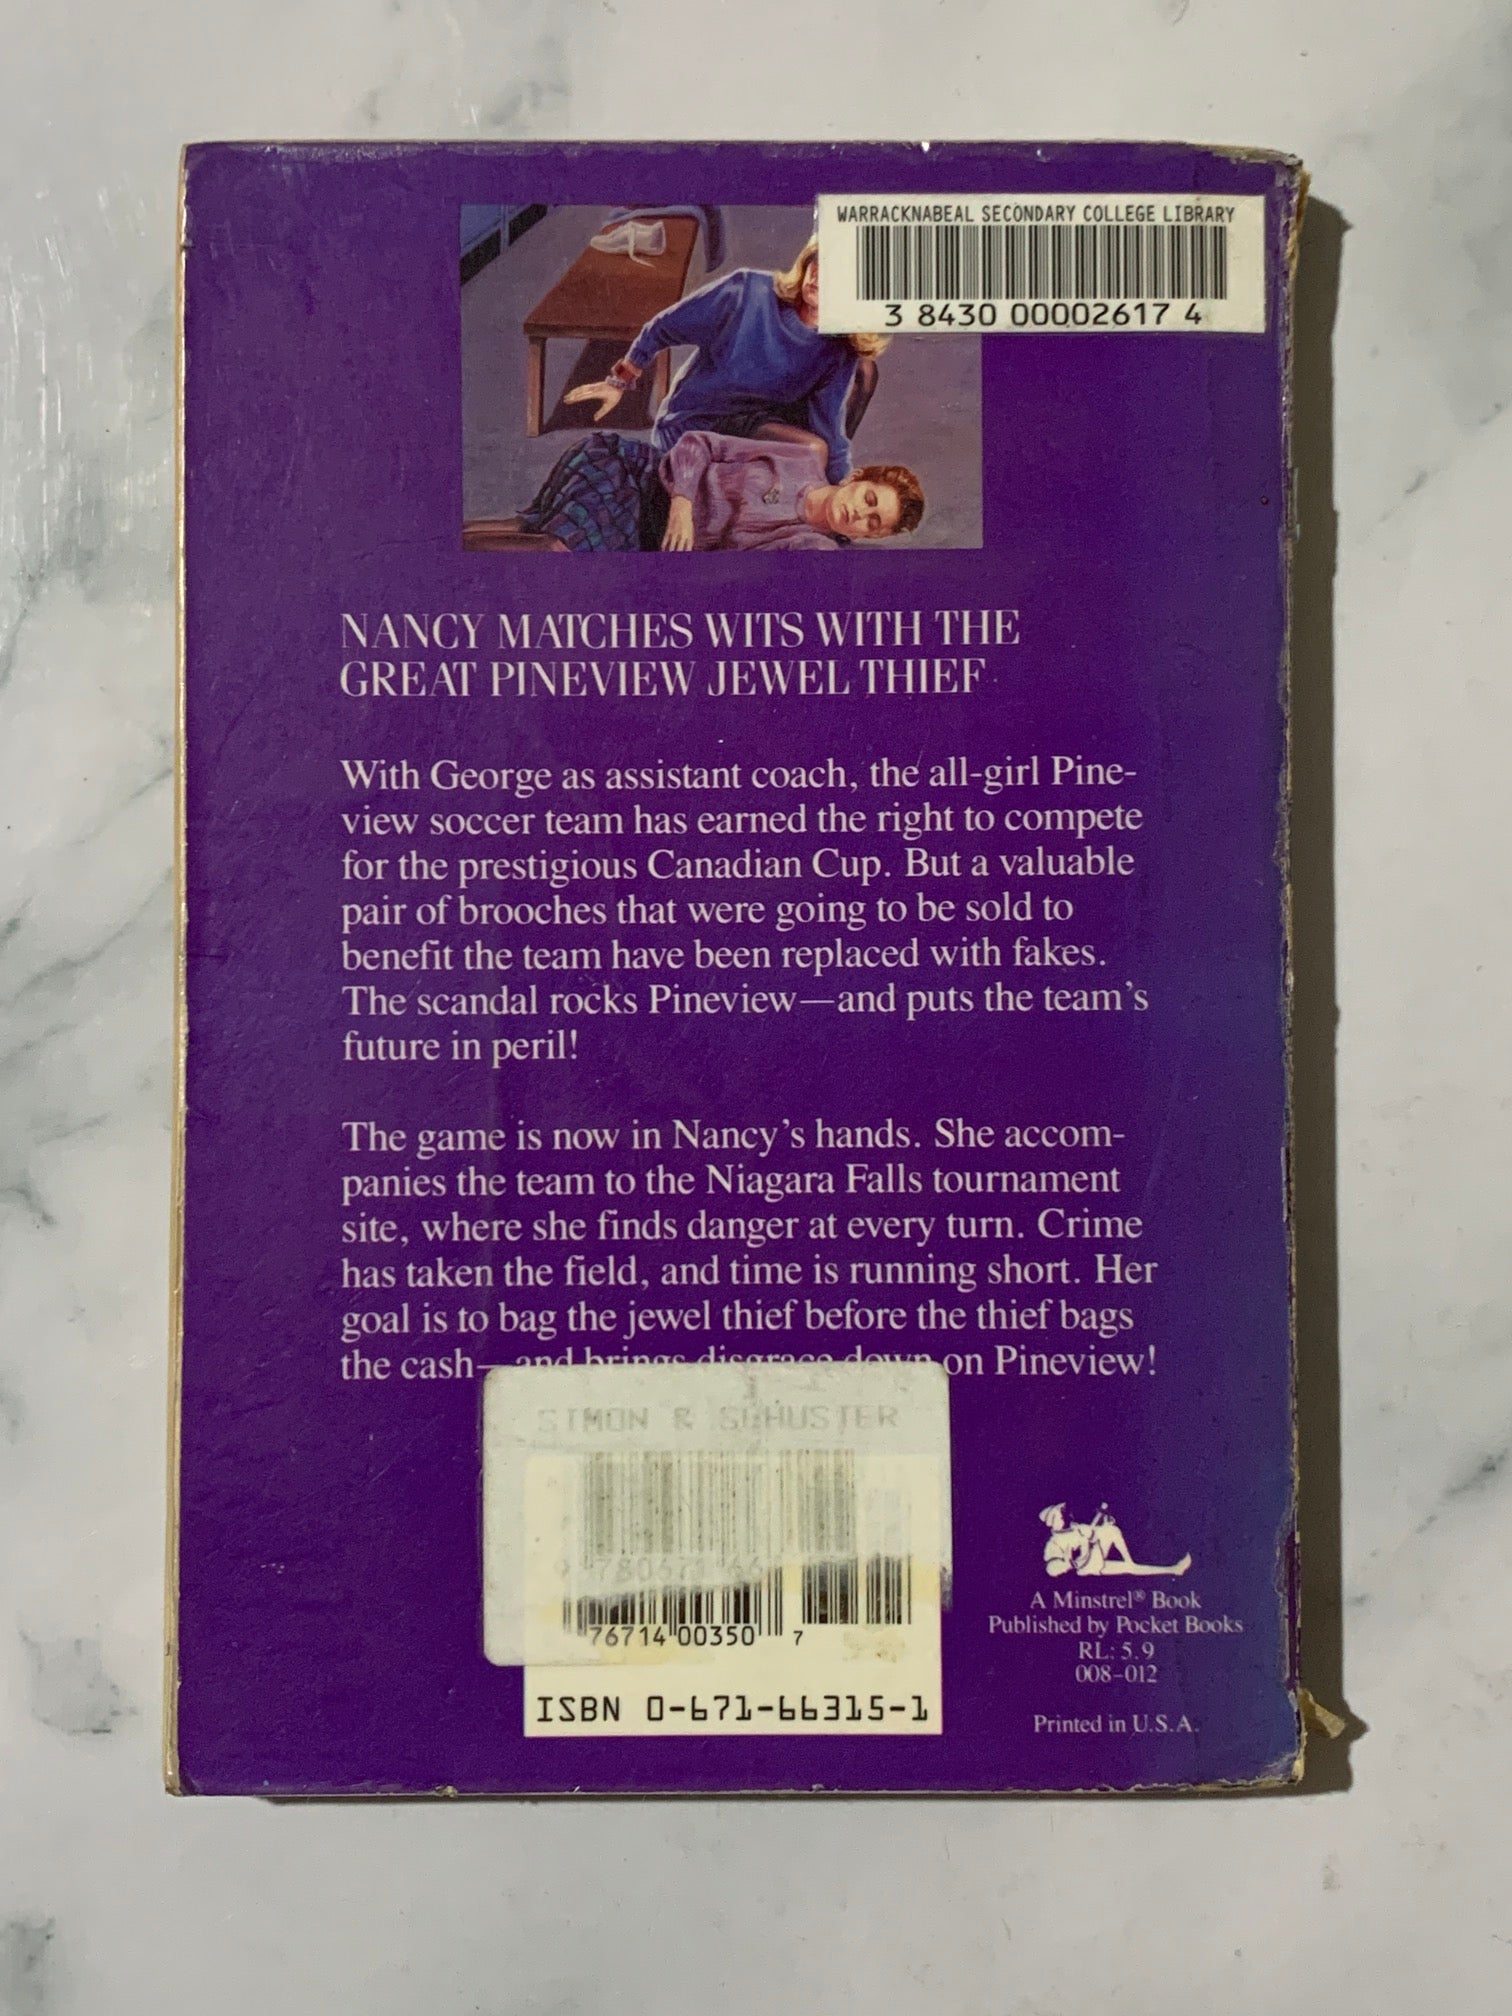 WARRACKNABEAL SECONDARY COLLEGE LIBRARY
3 8430 00002617 4
NANCY MATCHES WITS WITH THE
GREAT PINEVIEW JEWEL THIEF
With George as assistant coach, the all-girl Pine-
view soccer team has earned the right to compete
for the prestigious Canadian Cup. But a valuable
pair of brooches that were going to be sold to
benefit the team have been replaced with fakes.
The scandal rocks Pineview—and puts the team's
future in peril!
The game is now in Nancy's hands. She accom-
panies the team to the Niagara Falls tournament
site, where she finds danger at every turn. Crime
has taken the field, and time is running short. Her
goal is to bag the jewel thief before the thief bags
the cash—and brings disgrace down on Pineview!
SIMON & SCHUSTER
76714 00350 7
ISBN 0-671-66315-1
A Minstrel® Book
Published by Pocket Books
RL: 5.9
008-012
Printed in U.S.A.